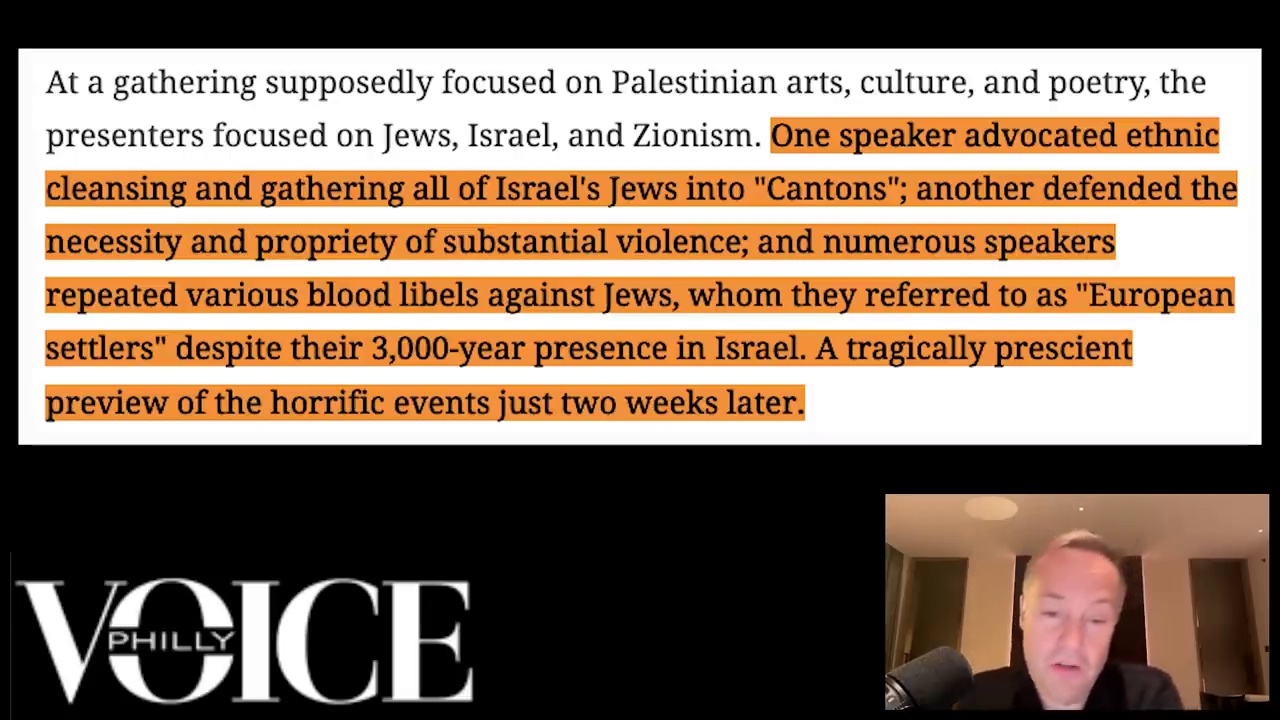 At a gathering supposedly focused on Palestinian arts, culture, and poetry, the
presenters focused on Jews, Israel, and Zionism. One speaker advocated ethnic
cleansing and gathering all of Israel's Jews into "Cantons"; another defended the
necessity and propriety of substantial violence; and numerous speakers
repeated various blood libels against Jews, whom they referred to as "European
settlers" despite their 3,000-year presence in Israel. A tragically prescient
preview of the horrific events just two weeks later.
PHILLY
VOICE